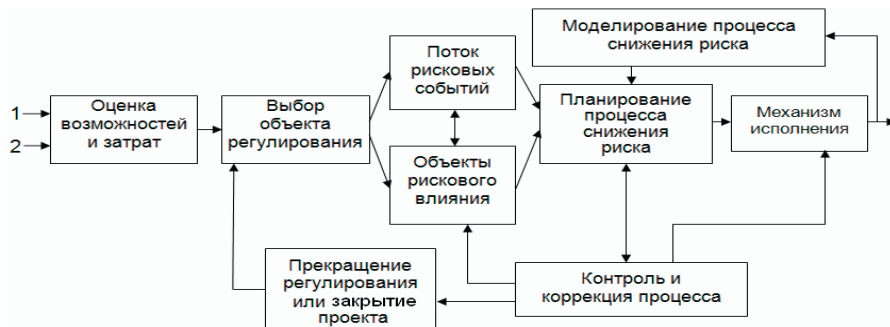 Моделирование процесса
снижения риска
Поток
рисковых
событий
1
2
Оценка
возможностей
и затрат
Выбор
объекта
регулирования
Планирование
процесса
снижения
риска
Механизм
исполнения
Объекты
рискового
влияния
Прекращение
регулирования
или закрытие
проекта
Контроль и
коррекция процесса